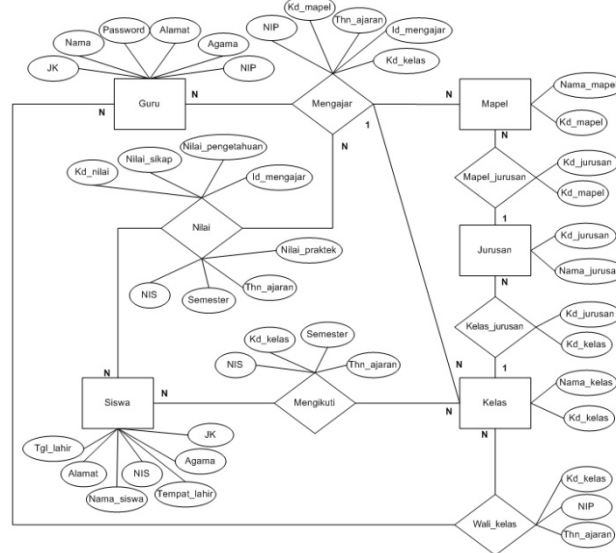 Password
Alamat
Nama
Agama
JK
NIP
Guru
N
N
Kd_mapel
NIP
Thn_ajaran
Id_mengajar
Kd_kelas
Mengajar
N
1
N
Mapel
N
Nama_mapel
Kd_mapel
Mapel_jurusan
Kd_jurusan
Kd_mapel
1
Jurusan
N
Kd_jurusan
Nama_jurusa
Kelas_jurusan
Kd_jurusan
Kd_kelas
1
Nilai_pengetahuan
Nilai_sikap
Kd_nilai
Id_mengajar
Nilai
Nilai_praktek
NIS
Semester
Thn_ajaran
N
Siswa
N
Kd_kelas
Semester
NIS
Thn_ajaran
Mengikuti
N
N
Kelas
N
Nama_kelas
Kd_kelas
JK
Tgl_lahir
Agama
Alamat
NIS
Nama_siswa
Tempat_lahir
Wali_kelas
Kd_kelas
NIP
Thn_ajaran